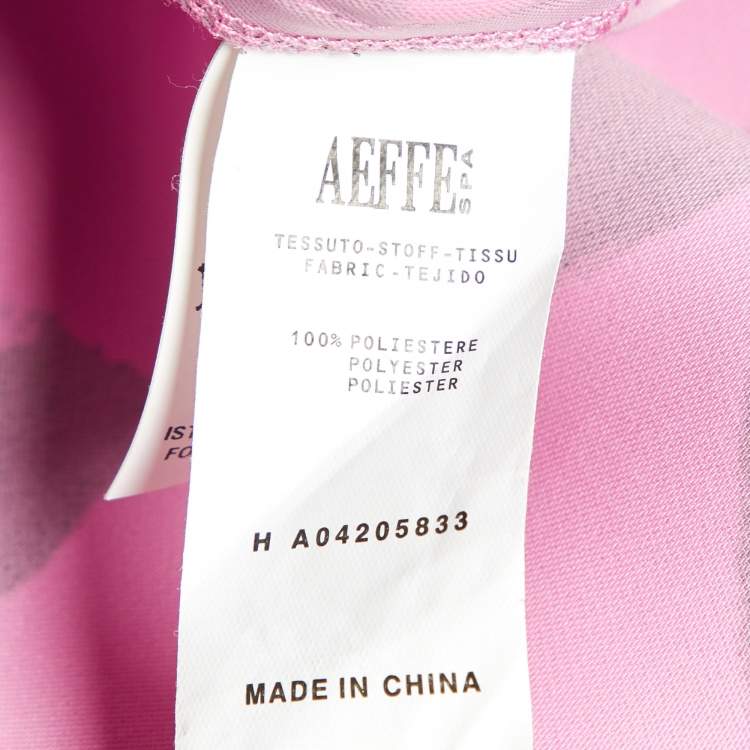 AEFFE SPA
TESSUTO-STOFF-TISSU
FABRIC-TEJIDO
100% POLIESTERE
POLYESTER
POLIESTER
H A04205833
MADE IN CHINA